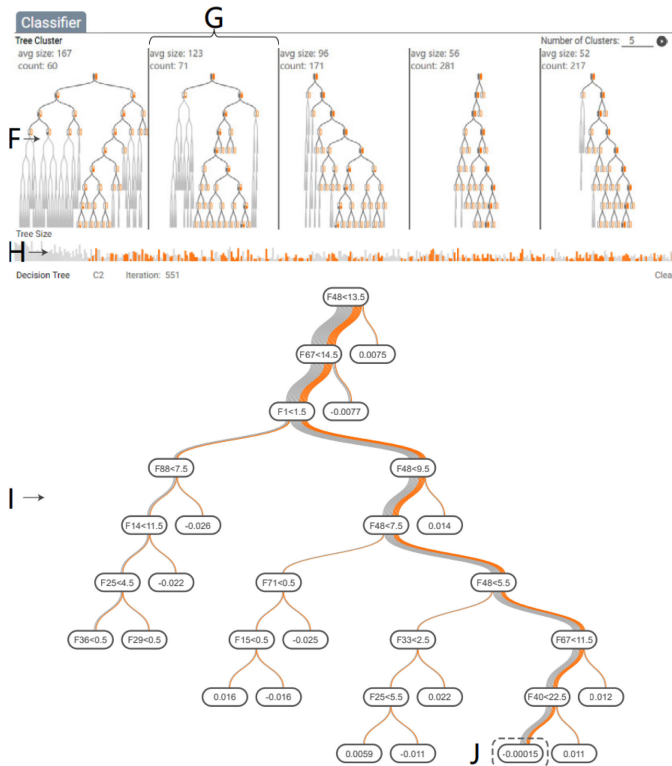 G
Classifier
Tree Cluster
Number of Clusters: 5
avg size: 167
count: 60
avg size: 123
count: 71
avg size: 96
count: 171
avg size: 56
count: 281
avg size: 52
count: 217
F
Tree Size
H
Decision Tree C2 Iteration: 551 Clea
F48<13.5
F67<14.5 0.0075
F1<1.5 -0.0077
F88<7.5 F48<9.5
I
F14<11.5 -0.026 F48<7.5 0.014
F25<4.5 -0.022 F71<0.5 F48<5.5
F36<0.5 F29<0.5 F15<0.5 -0.025 F33<2.5 F67<11.5
0.016 -0.016 F25<5.5 0.022 F40<22.5 0.012
0.0059 -0.011 J -0.00015 0.011